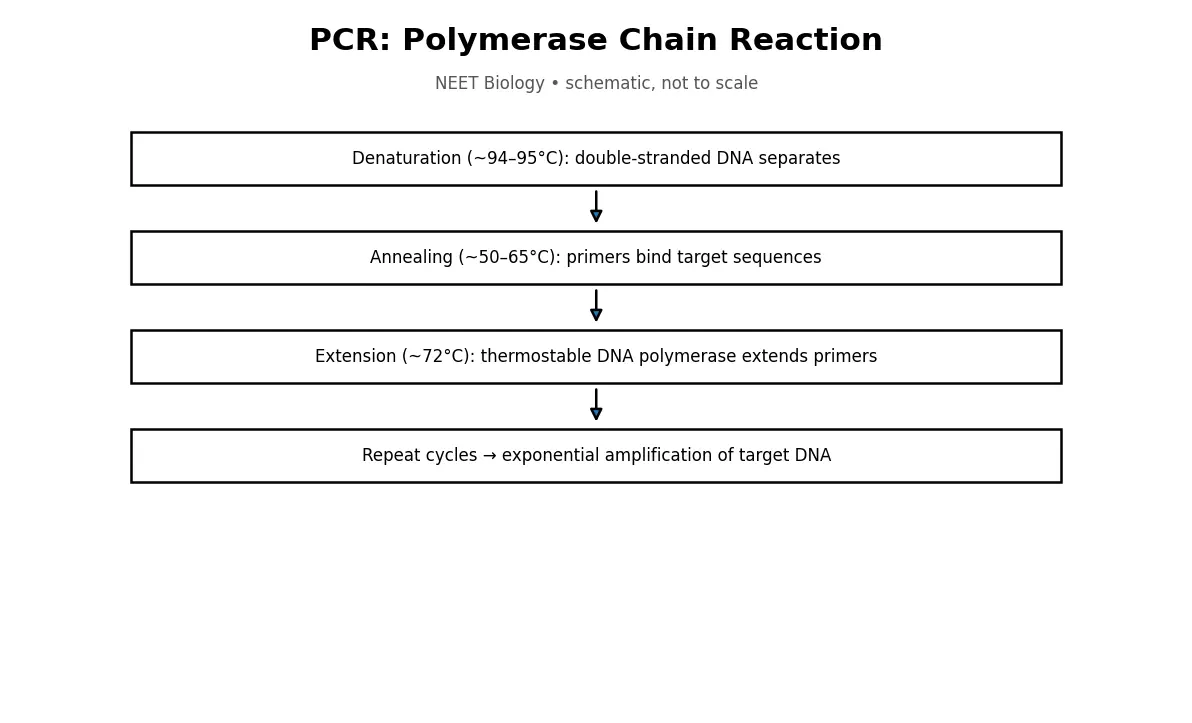 PCR: Polymerase Chain Reaction
NEET Biology • schematic, not to scale
Denaturation (~94–95°C): double-stranded DNA separates
Annealing (~50–65°C): primers bind target sequences
Extension (~72°C): thermostable DNA polymerase extends primers
Repeat cycles → exponential amplification of target DNA